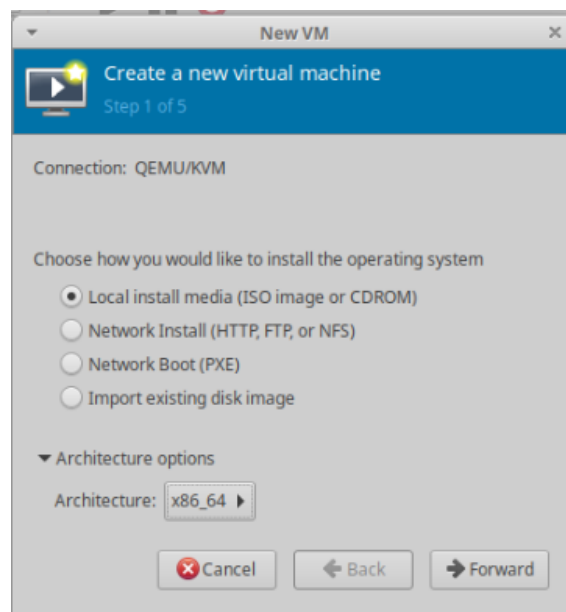 New VM
Create a new virtual machine
Step 1 of 5
Connection: QEMU/KVM
Choose how you would like to install the operating system
Local install media (ISO image or CDROM)
Network Install (HTTP, FTP, or NFS)
Network Boot (PXE)
Import existing disk image
Architecture options
Architecture: x86_64
Cancel Back Forward